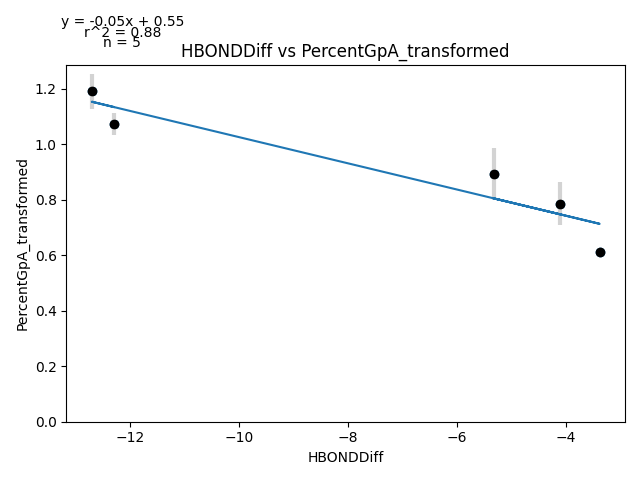 y = -0.05x + 0.55
r^2 = 0.88
n = 5
HBONDDiff vs PercentGpA_transformed
1.2
1.0
0.8
0.6
0.4
0.2
0.0
PercentGpA_transformed
−12
−10
−8
−6
−4
HBONDDiff